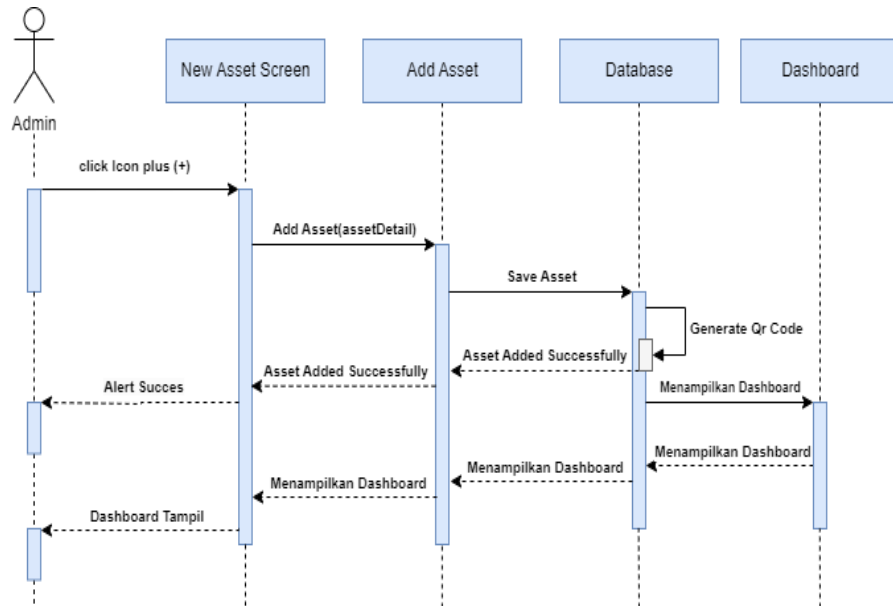 New Asset Screen
Add Asset
Database
Dashboard
Admin
click Icon plus (+)
Add Asset(assetDetail)
Save Asset
Generate Qr Code
Asset Added Successfully
Asset Added Successfully
Alert Succes
Menampilkan Dashboard
Menampilkan Dashboard
Menampilkan Dashboard
Menampilkan Dashboard
Dashboard Tampil